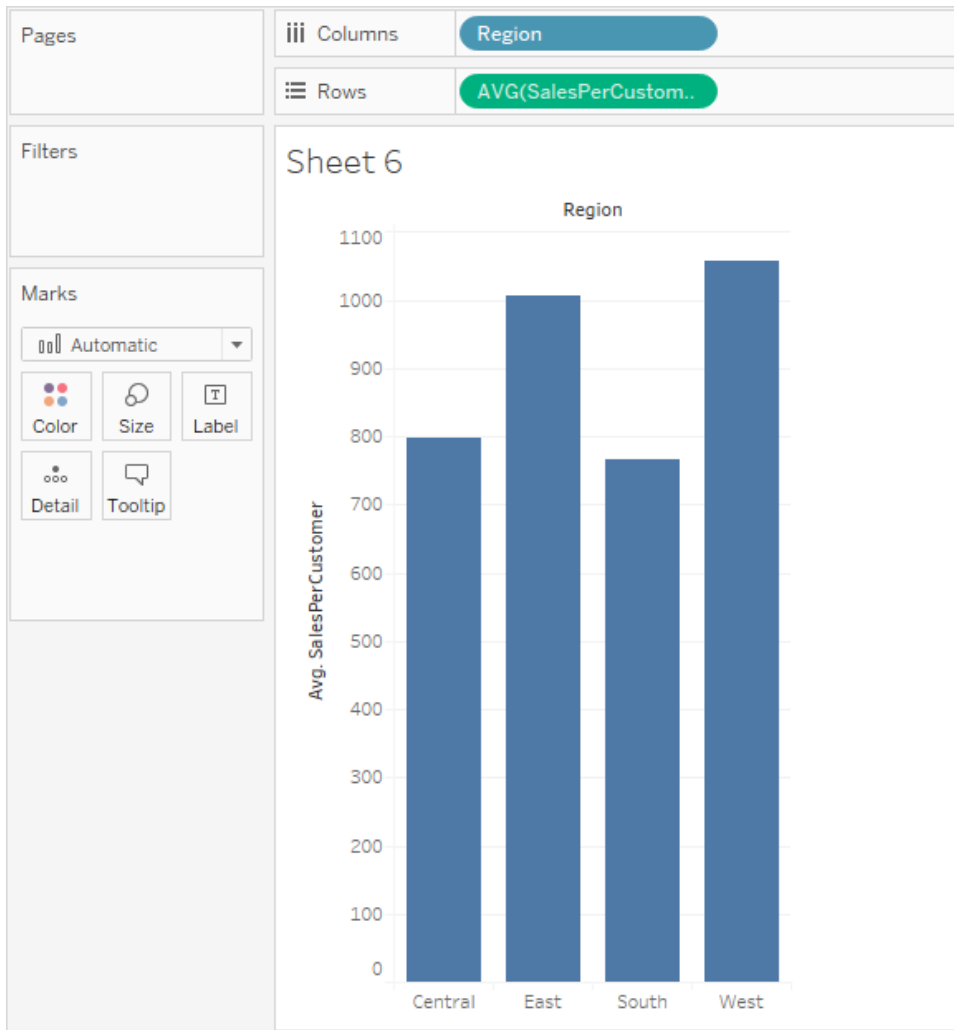 Pages
Columns
Region
Rows
AVG(SalesPerCustom..
Filters
Marks
Automatic
Color
Size
T
Label
Detail
Tooltip
Sheet 6
Region
1100
1000
900
800
700
600
500
400
300
200
100
0
Avg. SalesPerCustomer
Central
East
South
West